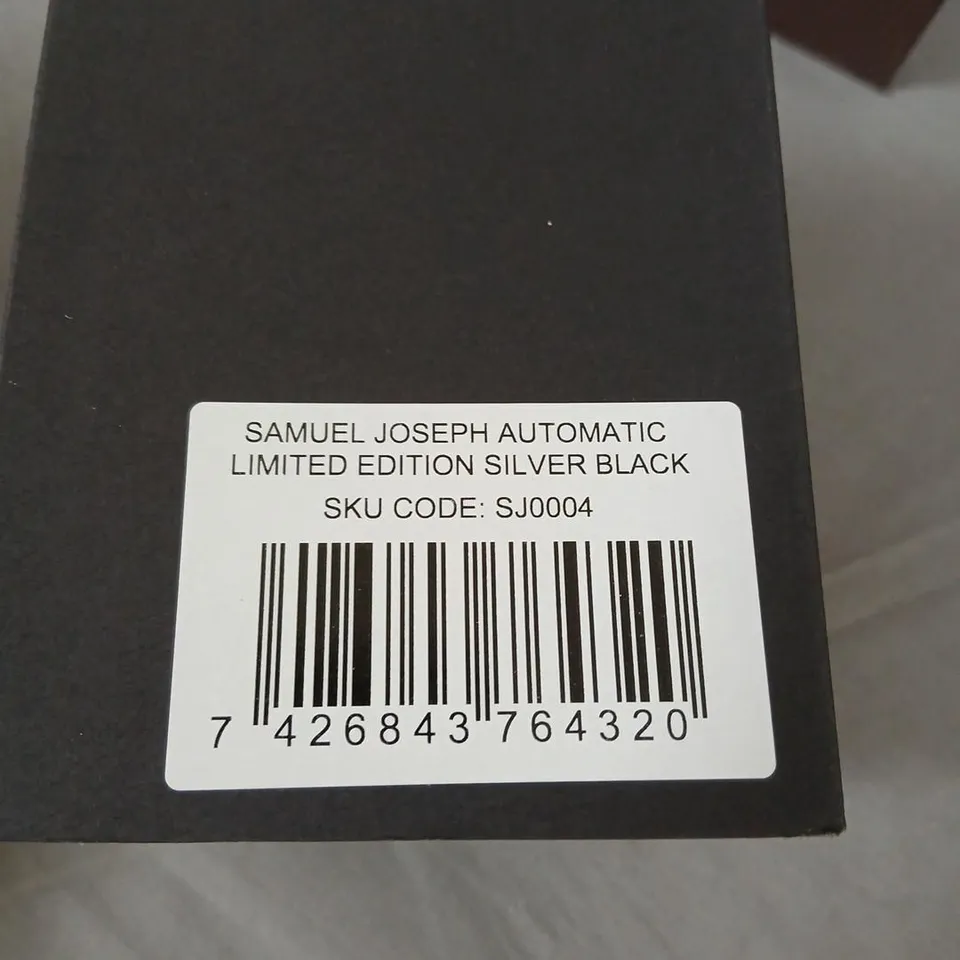 SAMUEL JOSEPH AUTOMATIC
LIMITED EDITION SILVER BLACK
SKU CODE: SJ0004
7 426843 764320